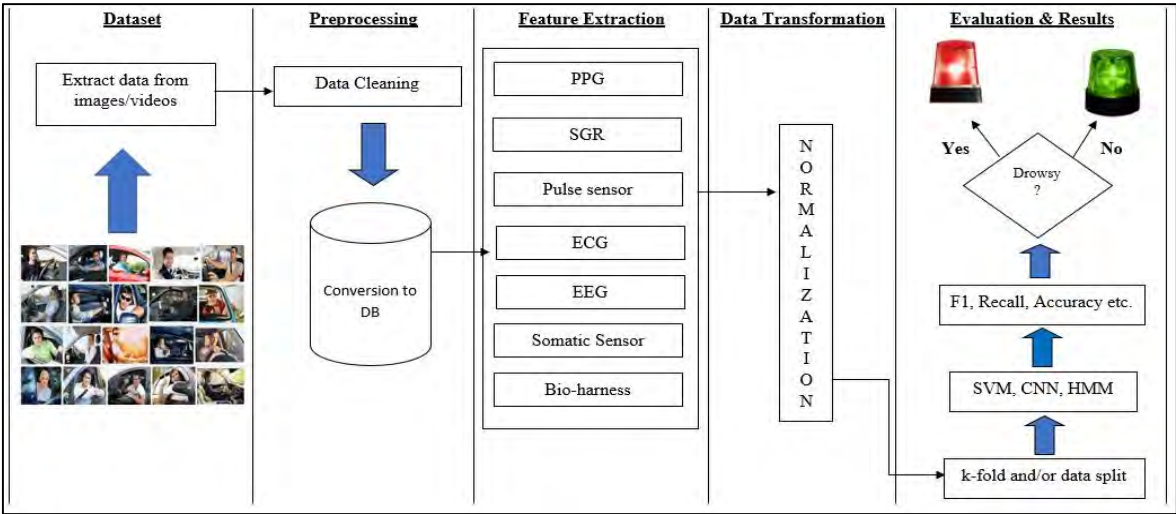 Dataset
Extract data from
images/videos
Preprocessing
Data Cleaning
Conversion to
DB
Feature Extraction
PPG
SGR
Pulse sensor
ECG
EEG
Somatic Sensor
Bio-harness
Data Transformation
N
O
R
M
A
L
I
Z
A
T
I
O
N
Evaluation & Results
Yes
No
Drowsy
?
F1, Recall, Accuracy etc.
SVM, CNN, HMM
k-fold and/or data split